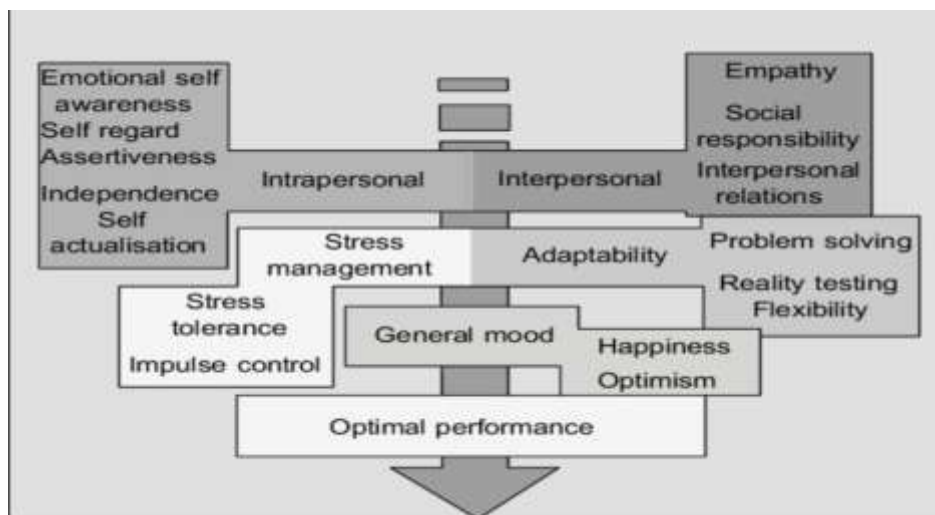 Emotional self
awareness
Self regard
Assertiveness
Independence
Self
actualisation
Intrapersonal
Interpersonal
Empathy
Social
responsibility
Interpersonal
relations
Stress
management
Adaptability
Problem solving
Reality testing
Flexibility
Stress
tolerance
Impulse control
General mood
Happiness
Optimism
Optimal performance